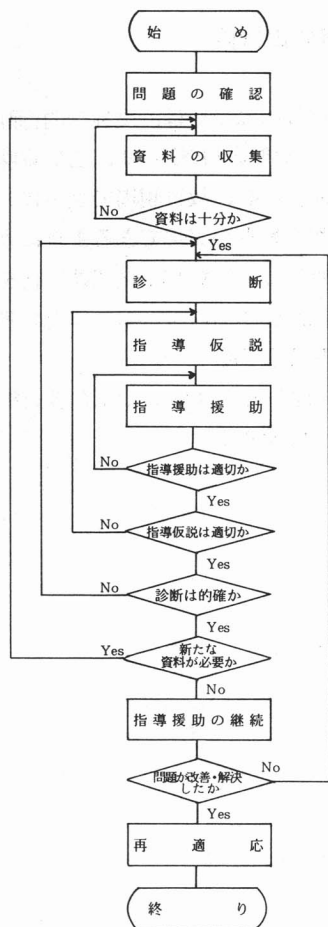 始め
問題の確認
資料の収集
No
資料は十分か
Yes
診断
指導仮説
指導援助
指導援助は適切か
No
Yes
指導仮説は適切か
No
Yes
No
診断は的確か
Yes
Yes
新たな
資料が必要か
No
指導援助の継続
問題が改善・解決
したか
No
Yes
再適応
終り